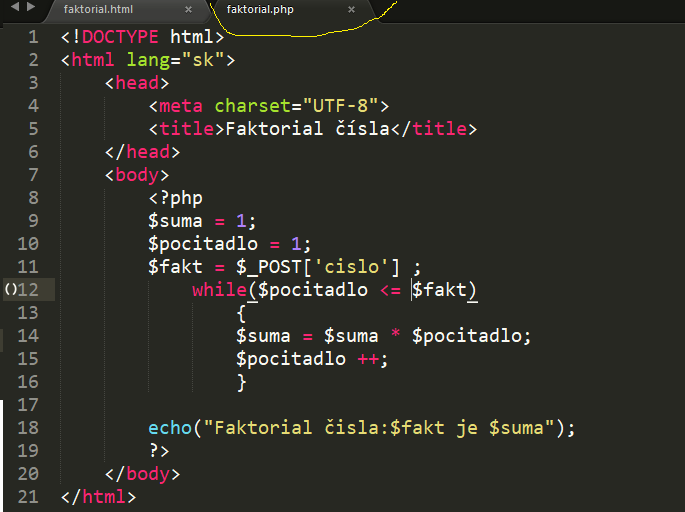 faktorial.html × faktorial.php ×
1 <!DOCTYPE html>
2 <html lang="sk">
3 <head>
4 <meta charset="UTF-8">
5 <title>Faktorial čísla</title>
6 </head>
7 <body>
8 <?php
9 $suma = 1;
10 $pocitadlo = 1;
11 $fakt = $_POST['cislo'] ;
12 while($pocitadlo <= $fakt)
13 {
14 $suma = $suma * $pocitadlo;
15 $pocitadlo ++;
16 }
17
18 echo("Faktorial čisla:$fakt je $suma");
19 ?>
20 </body>
21 </html>